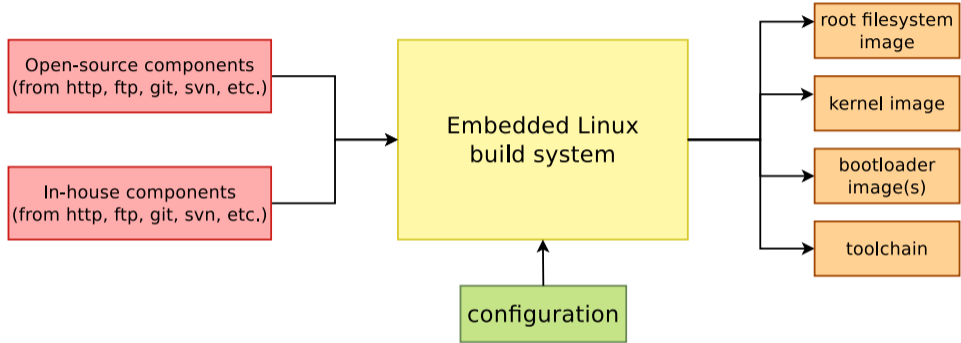 Open-source components
(from http, ftp, git, svn, etc.)
In-house components
(from http, ftp, git, svn, etc.)
Embedded Linux
build system
configuration
root filesystem
image
kernel image
bootloader
image(s)
toolchain